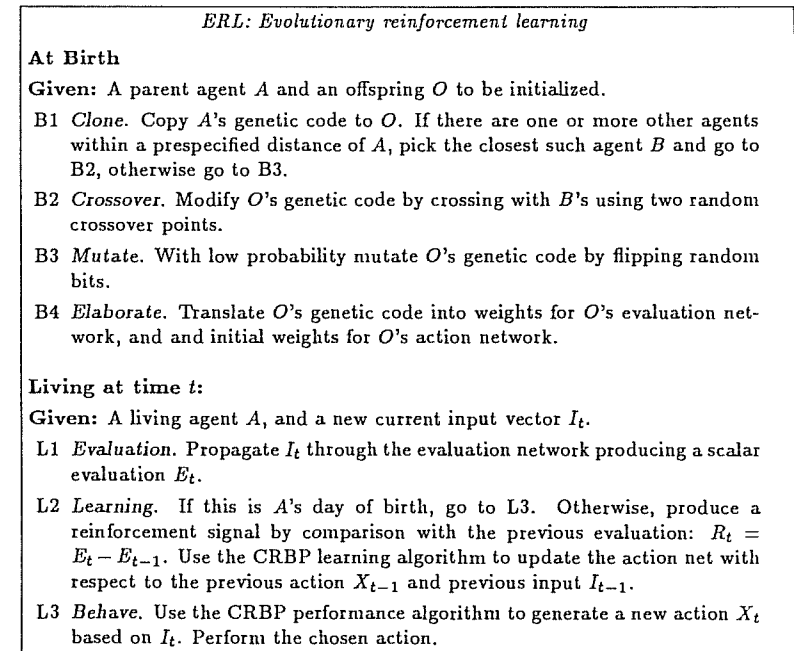 ERL: Evolutionary reinforcement learning
At Birth
Given: A parent agent A and an offspring O to be initialized.
B1 Clone. Copy A's genetic code to O. If there are one or more other agents
within a prespecified distance of A, pick the closest such agent B and go to
B2, otherwise go to B3.
B2 Crossover. Modify O's genetic code by crossing with B's using two random
crossover points.
B3 Mutate. With low probability mutate O's genetic code by flipping random
bits.
B4 Elaborate. Translate O's genetic code into weights for O's evaluation net-
work, and and initial weights for O's action network.
Living at time t:
Given: A living agent A, and a new current input vector I_t.
L1 Evaluation. Propagate I_t through the evaluation network producing a scalar
evaluation E_t.
L2 Learning. If this is A's day of birth, go to L3. Otherwise, produce a
reinforcement signal by comparison with the previous evaluation: R_t =
E_t − E_{t−1}. Use the CRBP learning algorithm to update the action net with
respect to the previous action X_{t−1} and previous input I_{t−1}.
L3 Behave. Use the CRBP performance algorithm to generate a new action X_t
based on I_t. Perform the chosen action.